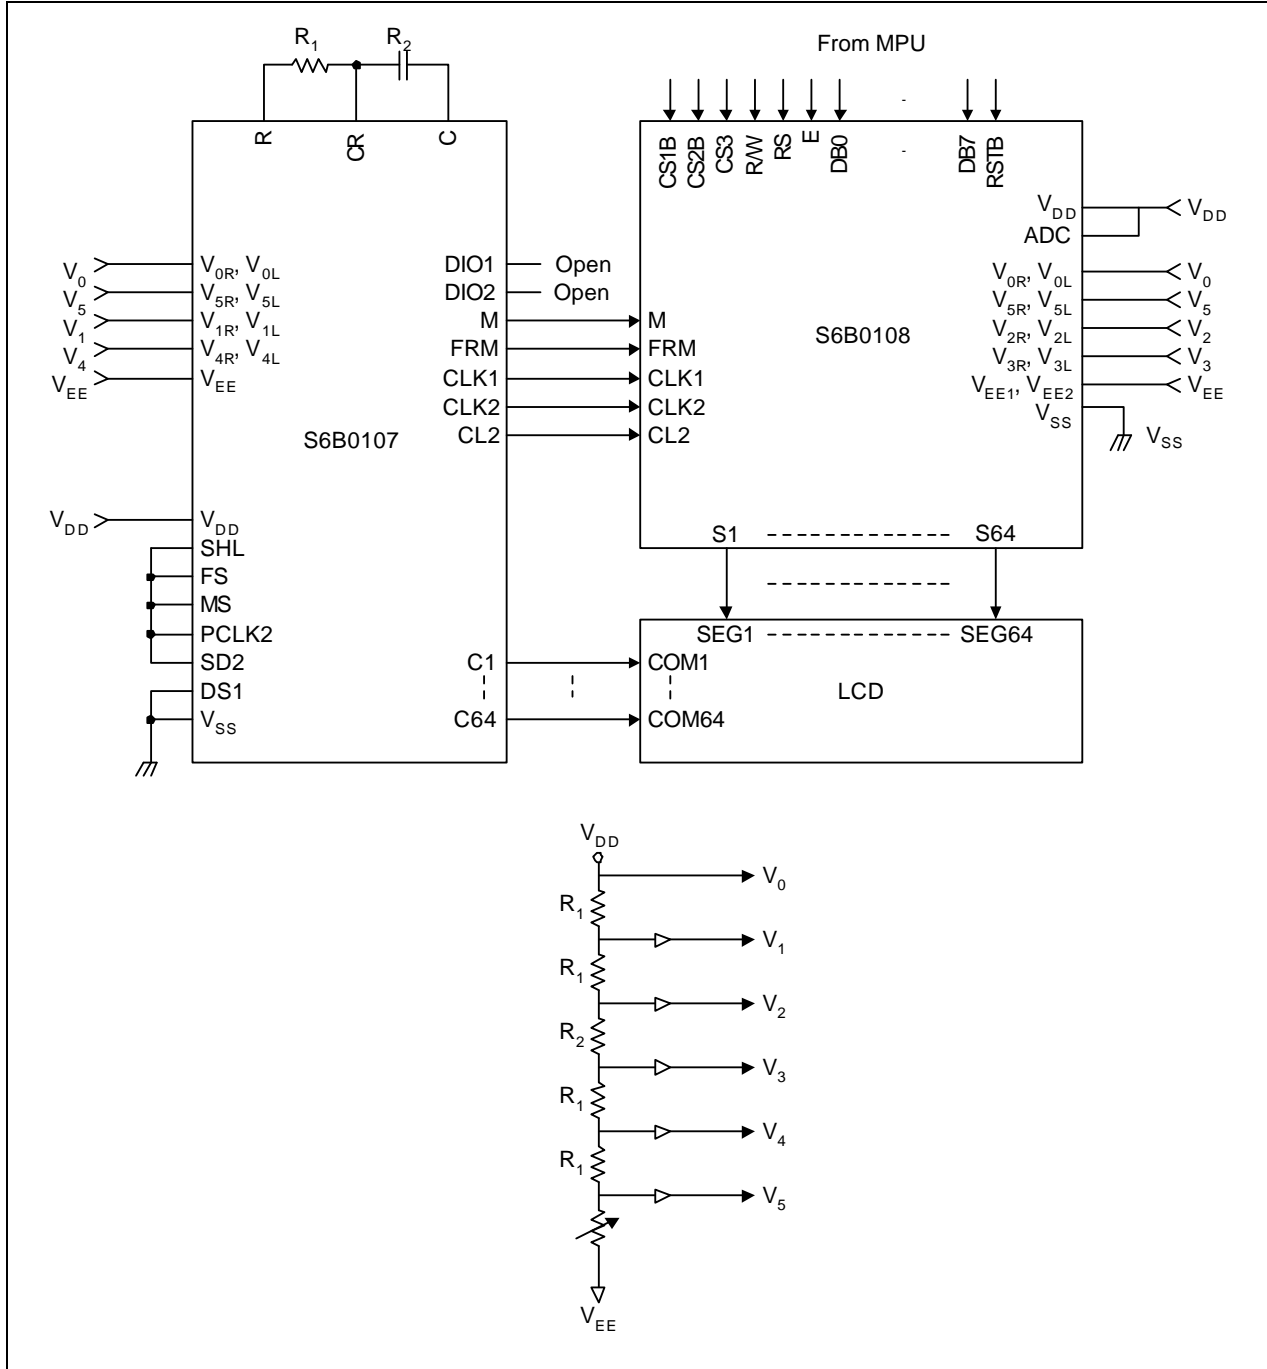 R1 R2
From MPU
R CR C
CS1B CS2B CS3 R/W RS E DB0 DB7 RSTB
VDD VDD
ADC
V0 V0R, V0L
V5 V5R, V5L
V1 V1R, V1L
V4 V4R, V4L
VEE VEE
S6B0107
DIO1 Open
DIO2 Open
M M
FRM FRM
CLK1 CLK1
CLK2 CLK2
CL2 CL2
S6B0108
V0R, V0L V0
V5R, V5L V5
V2R, V2L V2
V3R, V3L V3
VEE1, VEE2 VEE
VSS VSS
VDD VDD
SHL
FS
MS
PCLK2
SD2
DS1
VSS
S1 S64
SEG1 SEG64
C1 COM1
LCD
C64 COM64
VDD
V0
R1
V1
R1
V2
R2
V3
R1
V4
R1
V5
VEE